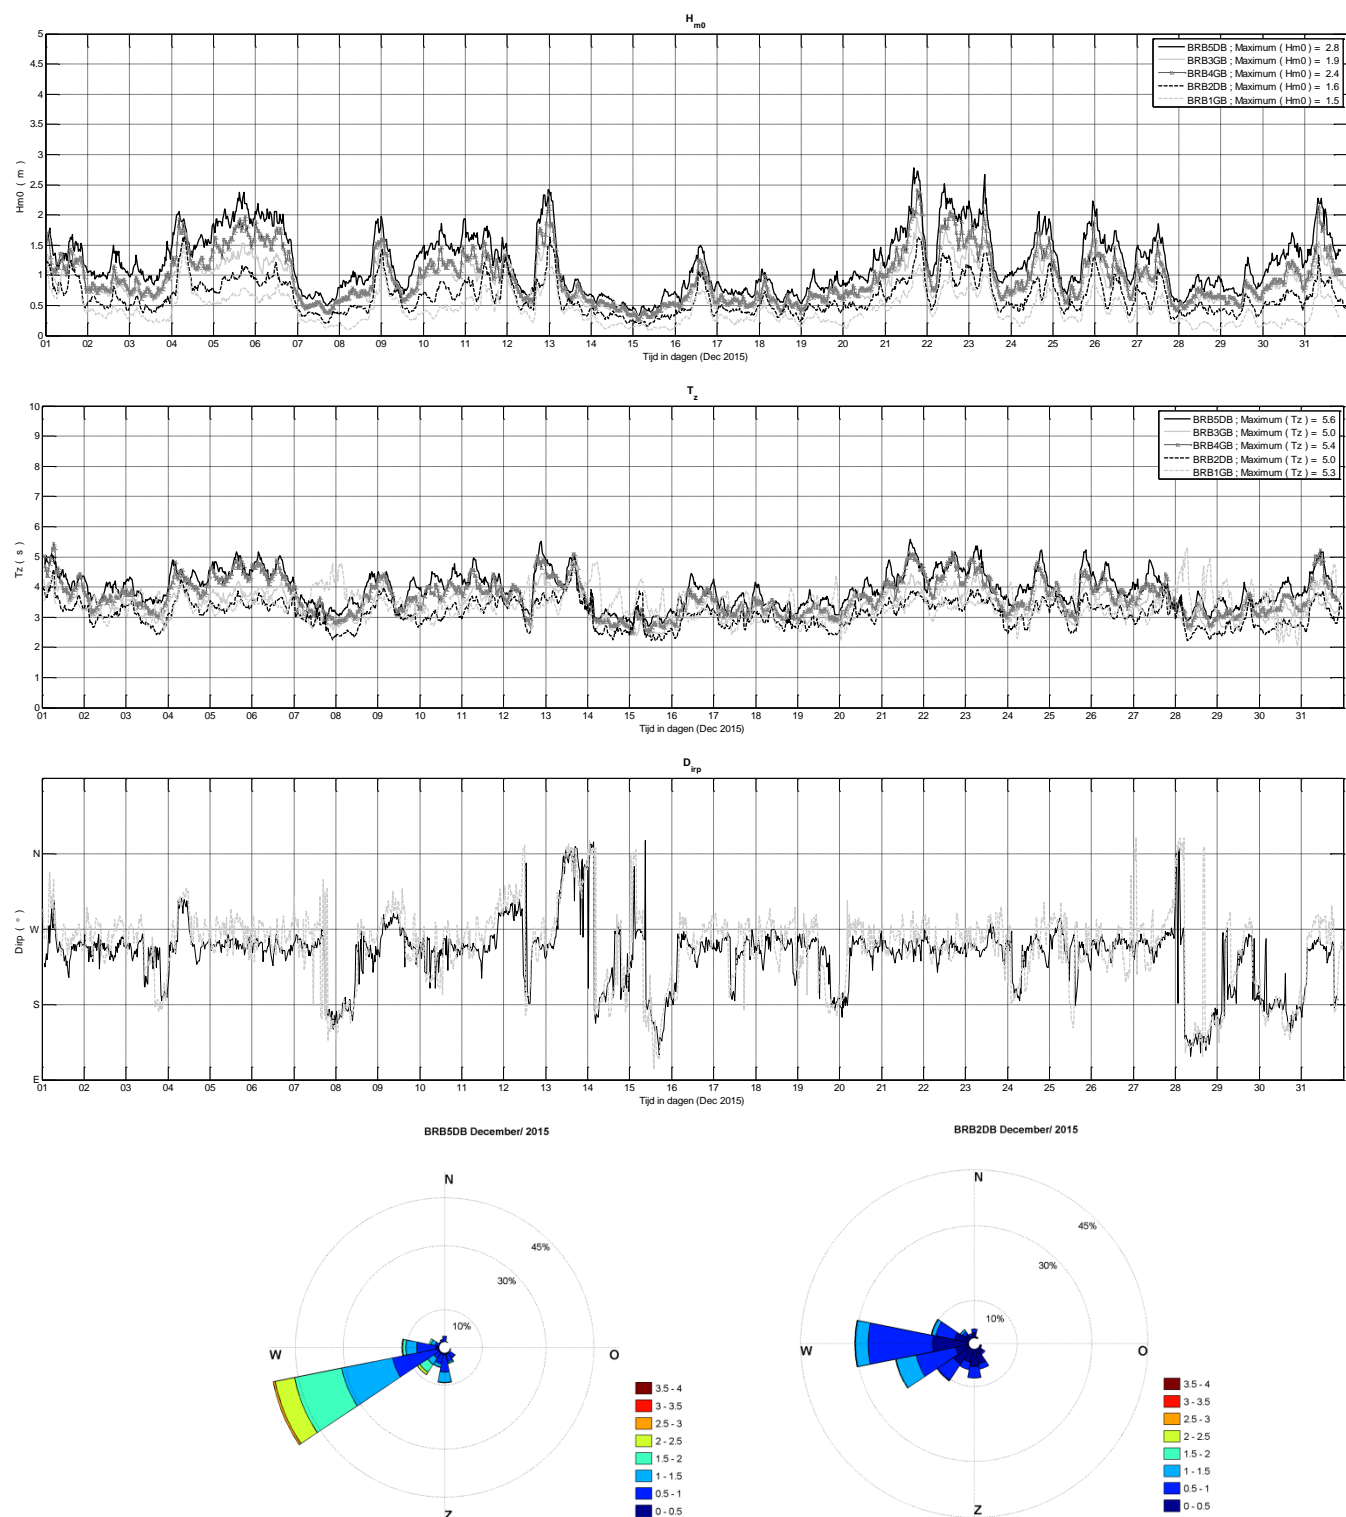 H_m0
5
4.5
4
3.5
3
2.5
2
1.5
1
0.5
0
Hm0 ( m )
BRB5DB ; Maximum ( Hm0 ) = 2.8
BRB3GB ; Maximum ( Hm0 ) = 1.9
BRB4GB ; Maximum ( Hm0 ) = 2.4
BRB2DB ; Maximum ( Hm0 ) = 1.6
BRB1GB ; Maximum ( Hm0 ) = 1.5
01 02 03 04 05 06 07 08 09 10 11 12 13 14 15 16 17 18 19 20 21 22 23 24 25 26 27 28 29 30 31
Tijd in dagen (Dec 2015)
T_z
10
9
8
7
6
5
4
3
2
1
0
Tz ( s )
BRB5DB ; Maximum ( Tz ) = 5.6
BRB3GB ; Maximum ( Tz ) = 5.0
BRB4GB ; Maximum ( Tz ) = 5.4
BRB2DB ; Maximum ( Tz ) = 5.0
BRB1GB ; Maximum ( Tz ) = 5.3
01 02 03 04 05 06 07 08 09 10 11 12 13 14 15 16 17 18 19 20 21 22 23 24 25 26 27 28 29 30 31
Tijd in dagen (Dec 2015)
D_irp
N
W
S
E
Dirp ( ° )
01 02 03 04 05 06 07 08 09 10 11 12 13 14 15 16 17 18 19 20 21 22 23 24 25 26 27 28 29 30 31
Tijd in dagen (Dec 2015)
BRB5DB December/ 2015
N
45%
30%
10%
W
O
Z
3.5 - 4
3 - 3.5
2.5 - 3
2 - 2.5
1.5 - 2
1 - 1.5
0.5 - 1
0 - 0.5
BRB2DB December/ 2015
N
45%
30%
10%
W
O
Z
3.5 - 4
3 - 3.5
2.5 - 3
2 - 2.5
1.5 - 2
1 - 1.5
0.5 - 1
0 - 0.5